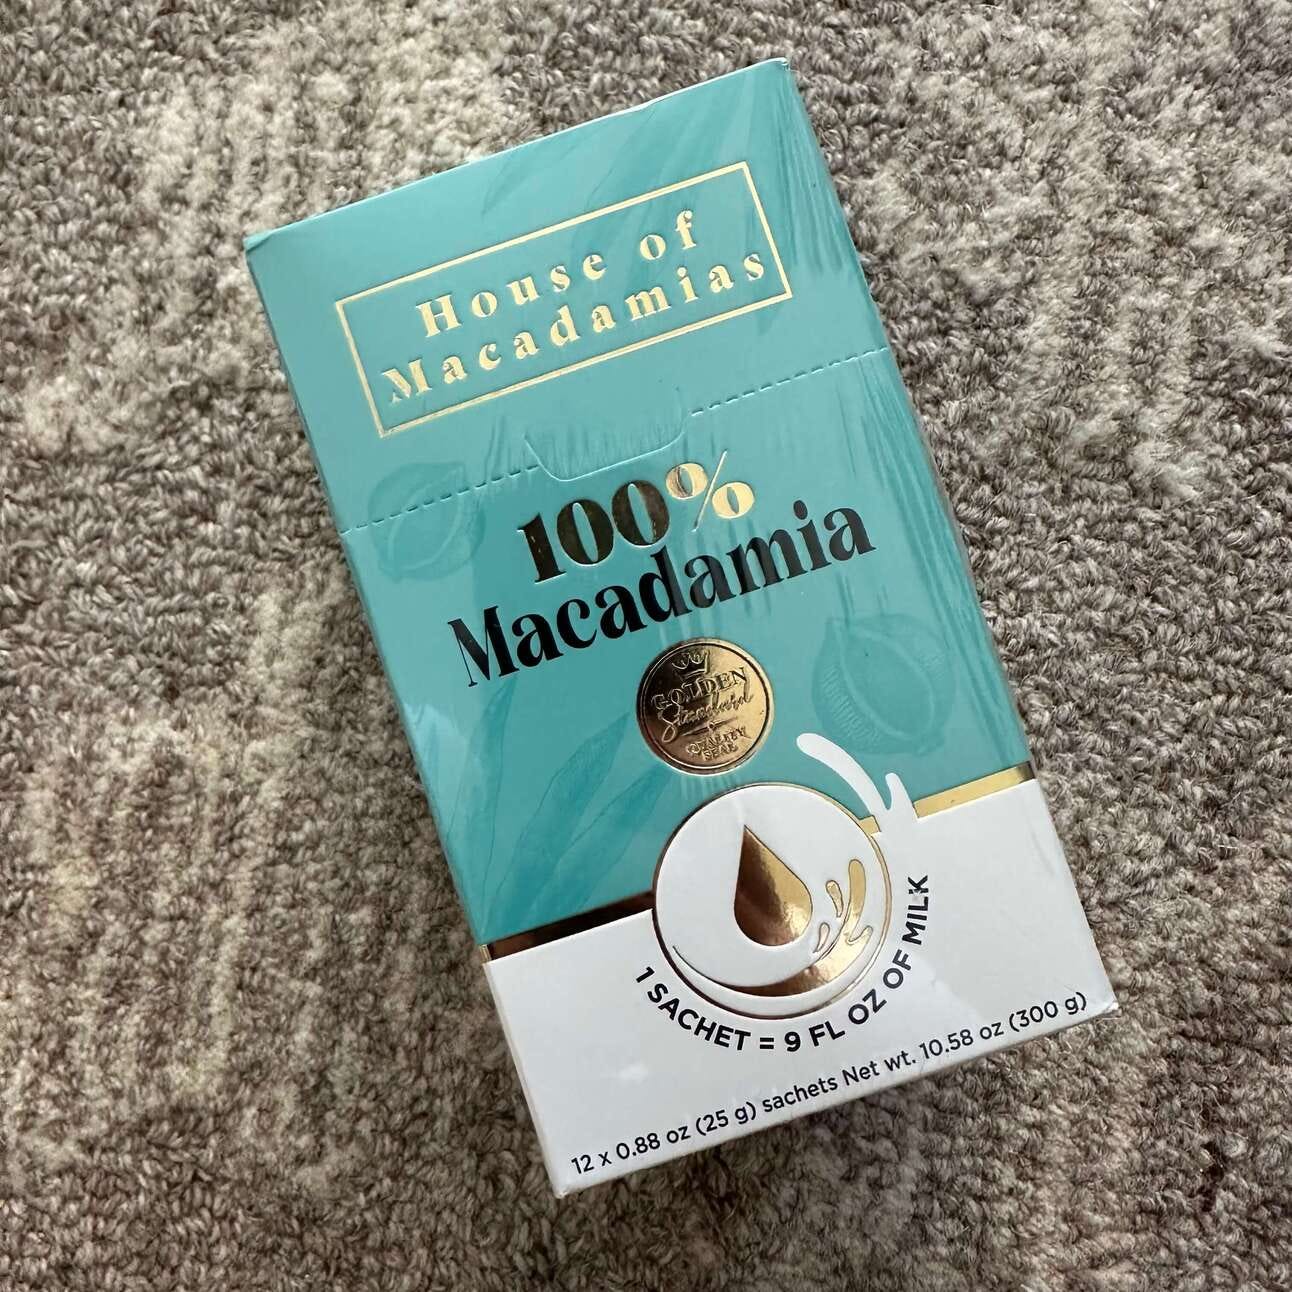 House of
Macadamias
100%
Macadamia
GOLDEN
Standard
QUALITY
SEAL
1 SACHET = 9 FL OZ OF MILK
12 x 0.88 oz (25 g) sachets Net wt. 10.58 oz (300 g)